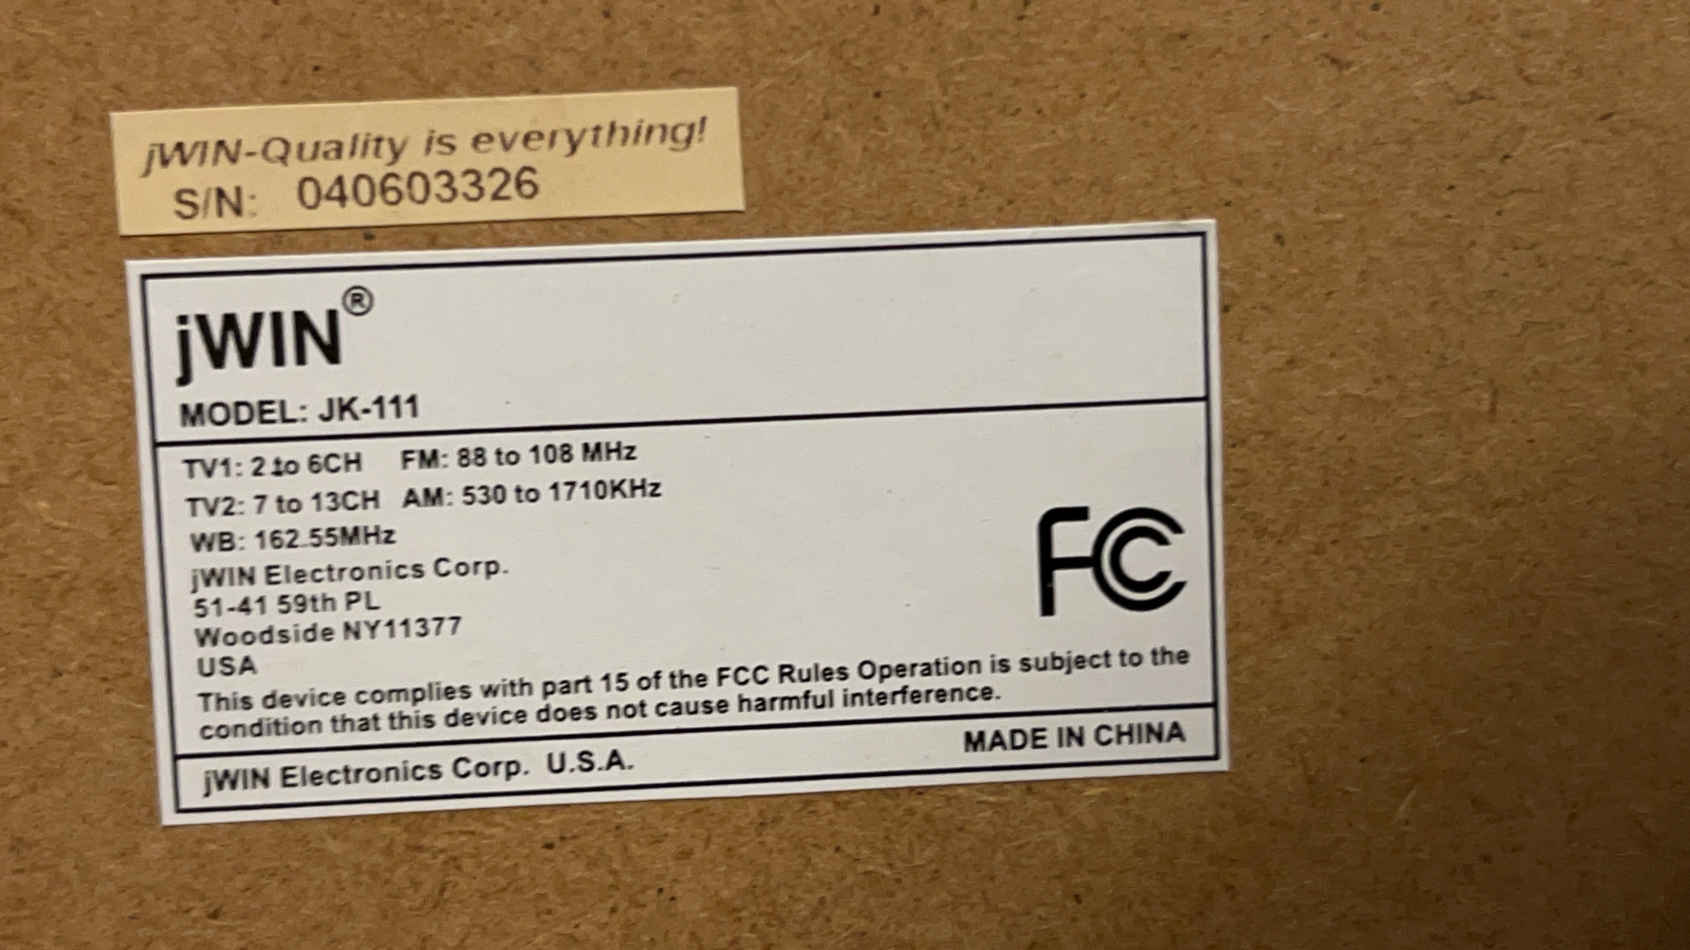 jWIN-Quality is everything!
S/N: 040603326
jWIN®
MODEL: JK-111
TV1: 2 to 6CH FM: 88 to 108 MHz
TV2: 7 to 13CH AM: 530 to 1710KHz
WB: 162.55MHz
jWIN Electronics Corp.
51-41 59th PL
Woodside NY11377
USA
FC
This device complies with part 15 of the FCC Rules Operation is subject to the
condition that this device does not cause harmful interference.
jWIN Electronics Corp. U.S.A. MADE IN CHINA